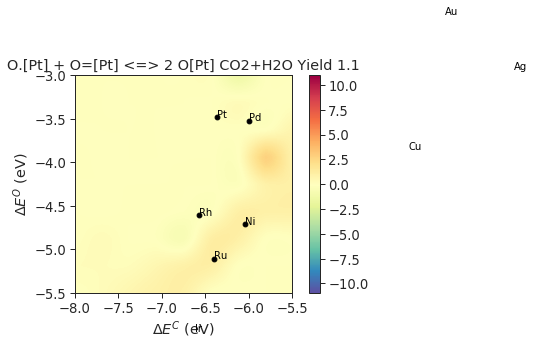 Au
O.[Pt] + O=[Pt] <=> 2 O[Pt] CO2+H2O Yield 1.1
Ag
−3.0
−3.5
−4.0
−4.5
−5.0
−5.5
ΔE^O (eV)
Pt
Pd
Rh
Ni
Ru
Cu
10.0
7.5
5.0
2.5
0.0
−2.5
−5.0
−7.5
−10.0
−8.0 −7.5 −7.0 −6.5 −6.0 −5.5
ΔE^C (eV)